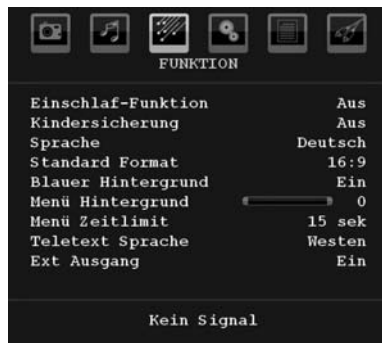 FUNKTION
Einschlaf-Funktion Aus
Kindersicherung Aus
Sprache Deutsch
Standard Format 16:9
Blauer Hintergrund Ein
Menü Hintergrund 0
Menü Zeitlimit 15 sek
Teletext Sprache Westen
Ext Ausgang Ein
Kein Signal